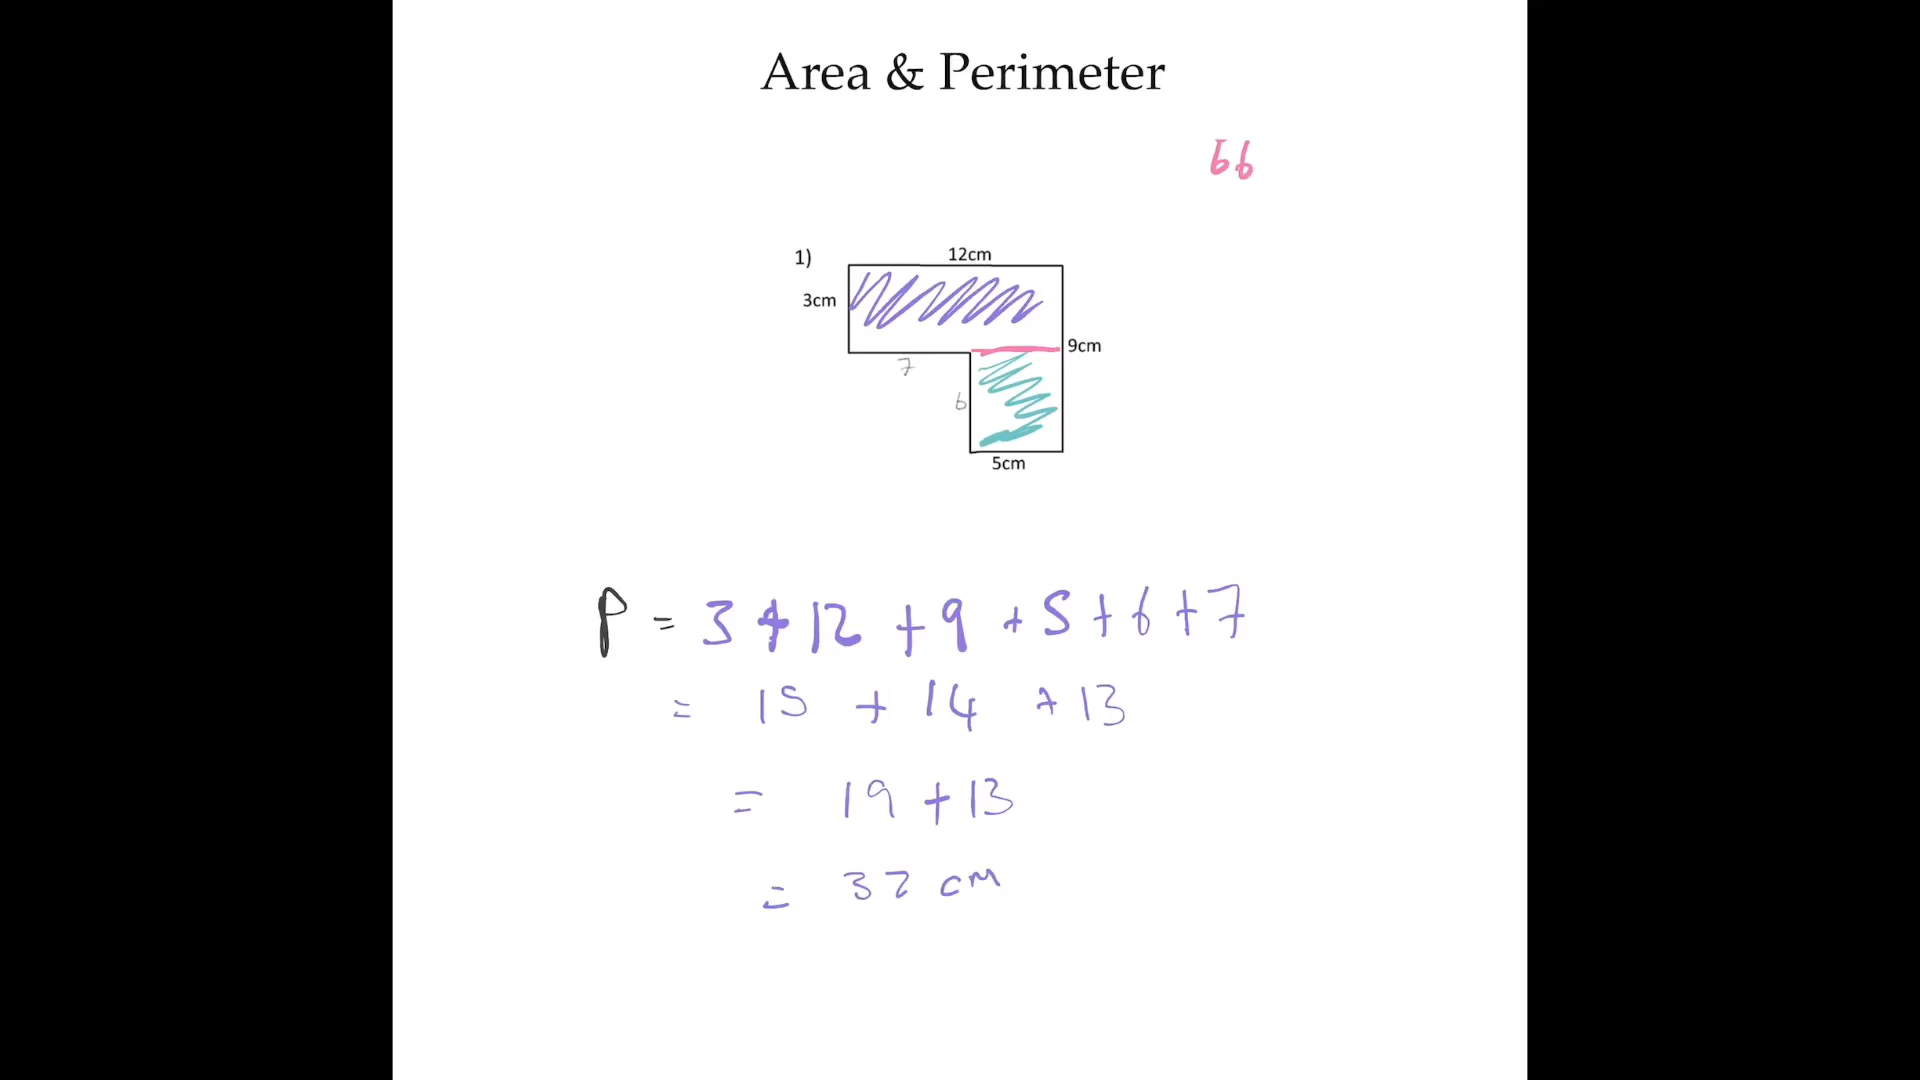 Area & Perimeter
66
1)
12cm
3cm
9cm
7
6
5cm
P = 3 + 12 + 9 + 5 + 6 + 7
= 15 + 14 + 13
= 19 + 13
= 32 cm